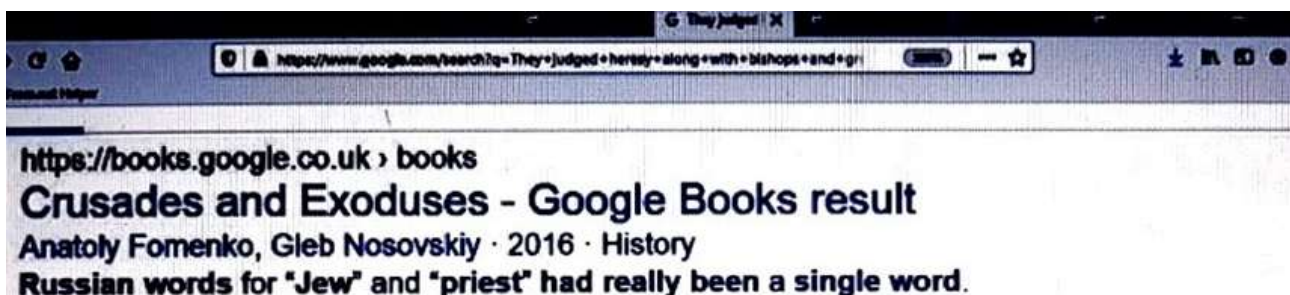 G They judged X
https://www.google.com/search?q=They+judged+heresy+along+with+bishops+and+gr
https://books.google.co.uk › books
Crusades and Exoduses - Google Books result
Anatoly Fomenko, Gleb Nosovskiy · 2016 · History
Russian words for "Jew" and "priest" had really been a single word.